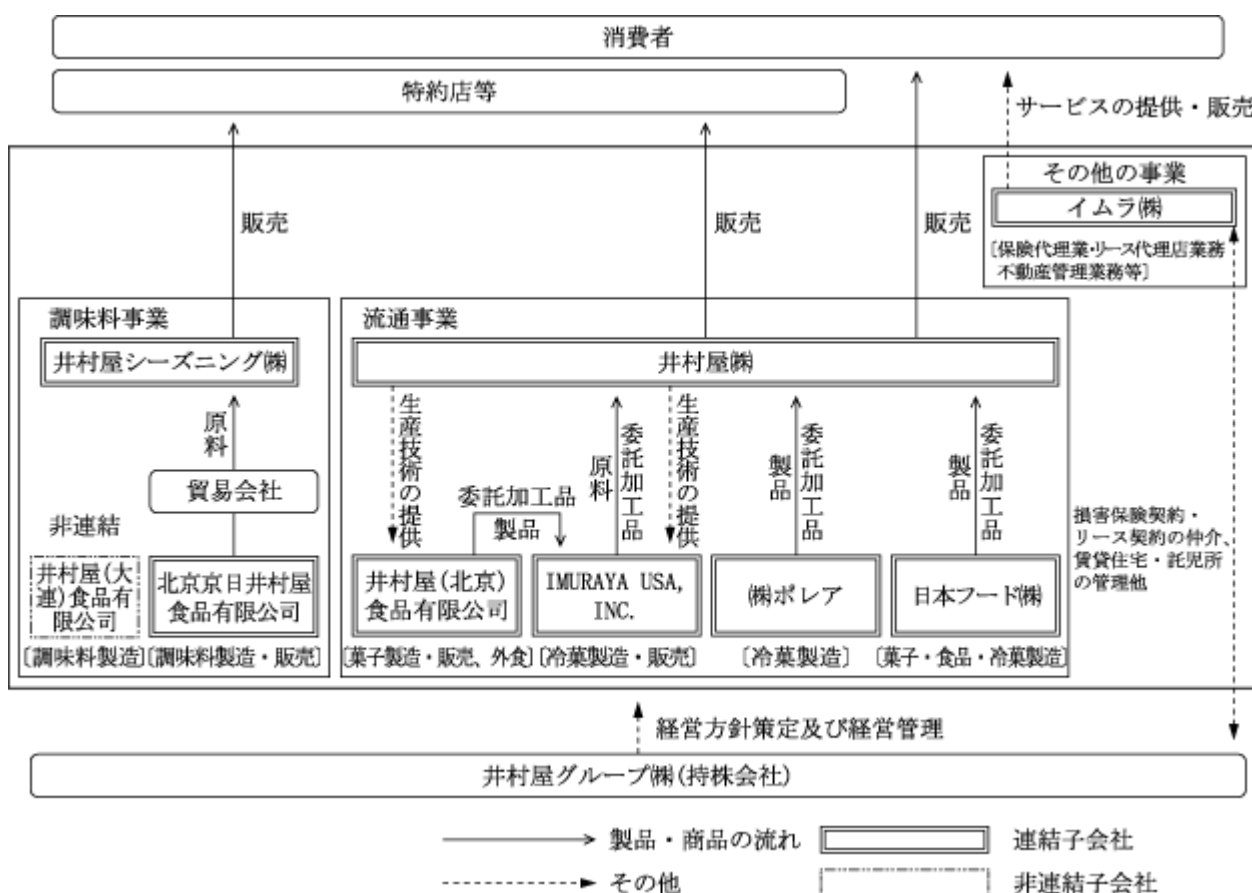 消費者
特約店等
サービスの提供・販売
その他の事業
イムラ㈱
〔保険代理業・リース代理店業務
不動産管理業務等〕
販売
販売
販売
調味料事業
井村屋シーズニング㈱
原料
貿易会社
非連結
井村屋(大
連)食品有
限公司
〔調味料製造〕
北京京日井村屋
食品有限公司
〔調味料製造・販売〕
流通事業
井村屋㈱
生産技術の提供
委託加工品
製品
原料
委託加工品
生産技術の提供
製品
委託加工品
製品
委託加工品
井村屋(北京)
食品有限公司
〔菓子製造・販売、外食〕
IMURAYA USA,
INC.
〔冷菓製造・販売〕
㈱ポレア
〔冷菓製造〕
日本フード㈱
〔菓子・食品・冷菓製造〕
損害保険契約・
リース契約の仲介、
賃貸住宅・託児所
の管理他
経営方針策定及び経営管理
井村屋グループ㈱(持株会社)
製品・商品の流れ
連結子会社
その他
非連結子会社